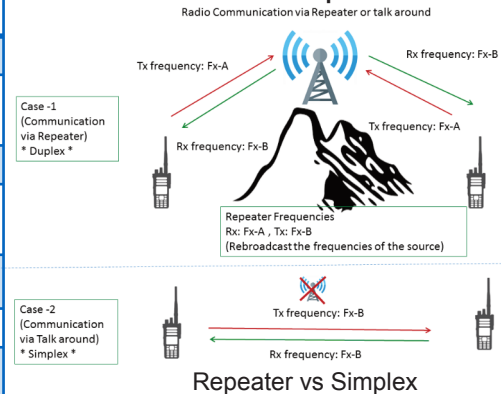 Radio Communication via Repeater or talk around
Tx frequency: Fx-A
Rx frequency: Fx-B
Case -1
(Communication
via Repeater)
* Duplex *
Rx frequency: Fx-B
Tx frequency: Fx-A
Repeater Frequencies
Rx: Fx-A , Tx: Fx-B
(Rebroadcast the frequencies of the source)
Case -2
(Communication
via Talk around)
* Simplex *
Tx frequency: Fx-B
Rx frequency: Fx-B
Repeater vs Simplex